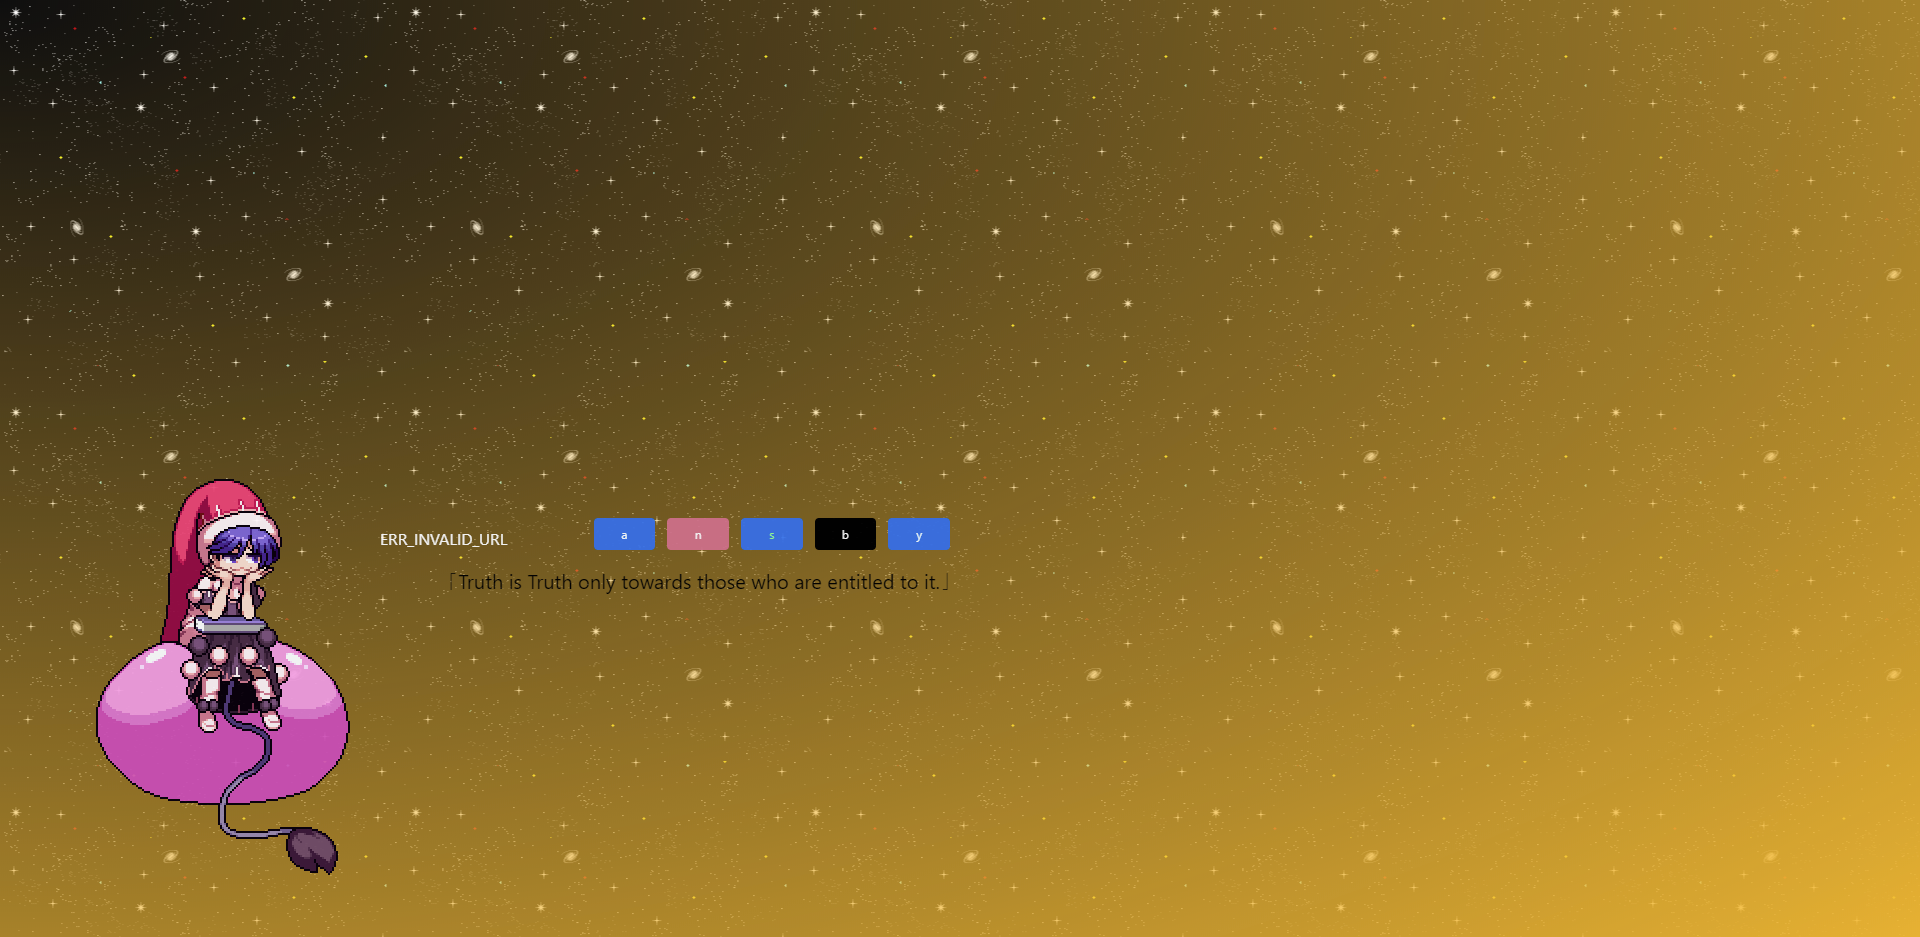 ERR_INVALID_URL
a n s b y
「Truth is Truth only towards those who are entitled to it.」